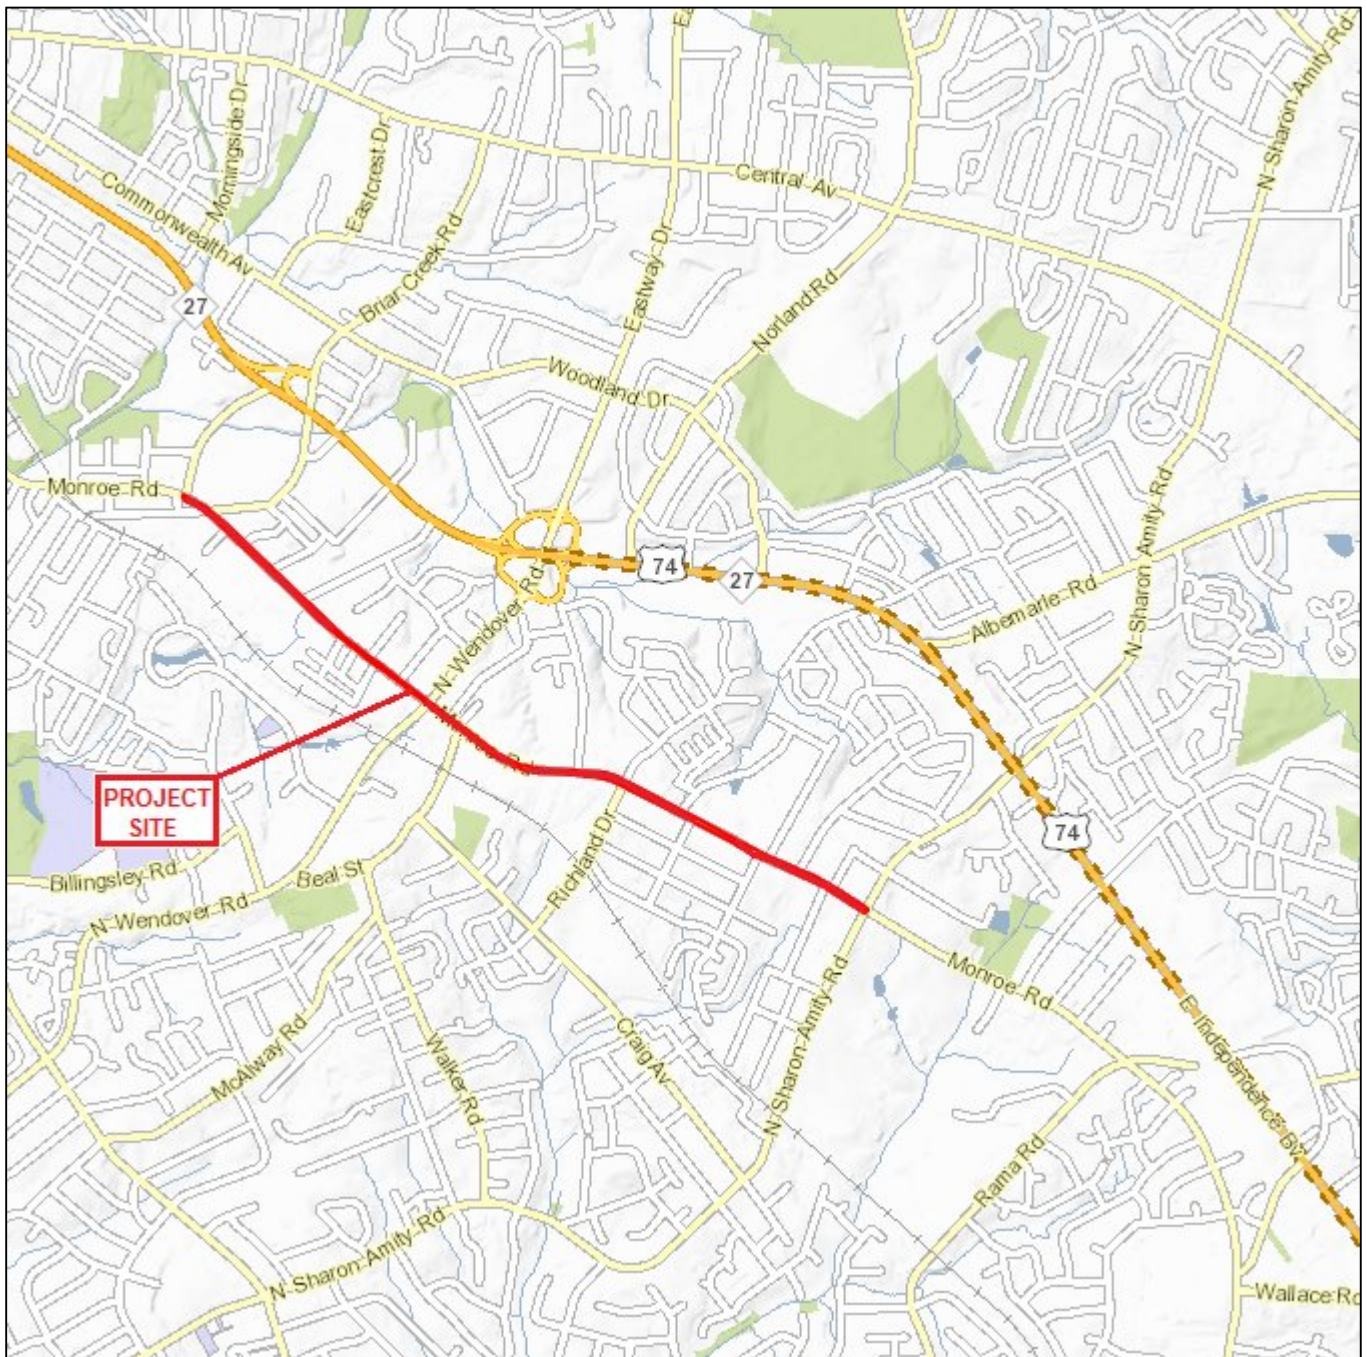 Morningside Dr
Eastcrest Dr
Commonwealth Av
Briar Creek Rd
Central Av
Eastway Dr
N Sharon Amity Rd
Norland Rd
27
Woodland Dr
Monroe Rd
74
27
N Wendover Rd
Albemarle Rd
N Sharon Amity Rd
Monroe Rd
PROJECT
SITE
74
Billingsley Rd
Beal St
Richland Dr
N Wendover Rd
Monroe Rd
McAlway Rd
Walker Rd
Craig Av
N Sharon Amity Rd
E Independence Bv
Rama Rd
N Sharon Amity Rd
Wallace Rd